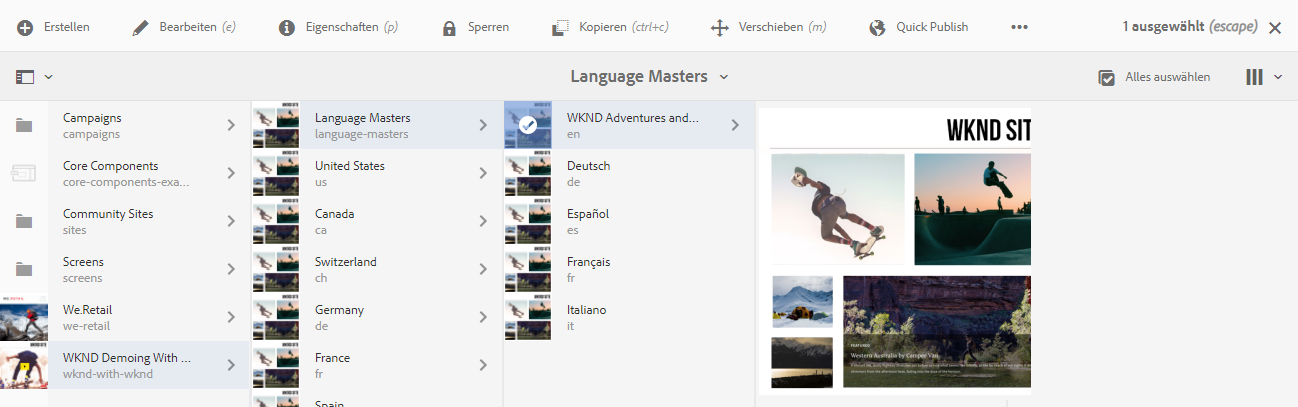 Erstellen
Bearbeiten (e)
Eigenschaften (p)
Sperren
Kopieren (ctrl+c)
Verschieben (m)
Quick Publish
1 ausgewählt (escape)
Language Masters
Alles auswählen
Campaigns
campaigns
Core Components
core-components-exa...
Community Sites
sites
Screens
screens
We.Retail
we-retail
WKND Demoing With ...
wknd-with-wknd
Language Masters
language-masters
United States
us
Canada
ca
Switzerland
ch
Germany
de
France
fr
Spain
WKND Adventures and...
en
Deutsch
de
Español
es
Français
fr
Italiano
it
WKND SIT
FEATURED
Western Australia by Camper Van